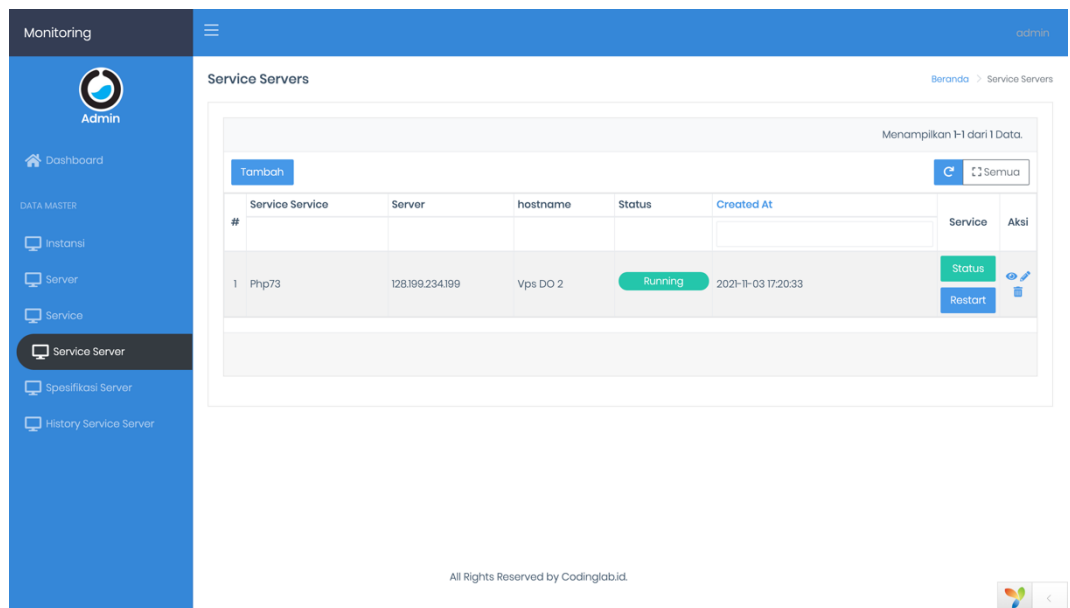 Monitoring
admin
Admin
Dashboard
DATA MASTER
Instansi
Server
Service
Service Server
Spesifikasi Server
History Service Server
Service Servers
Beranda > Service Servers
Menampilkan 1-1 dari 1 Data.
Tambah
Semua
# Service Service Server hostname Status Created At Service Aksi
1 Php73 128.199.234.199 Vps DO 2 Running 2021-11-03 17:20:33 Status
Restart
All Rights Reserved by Codinglab.id.